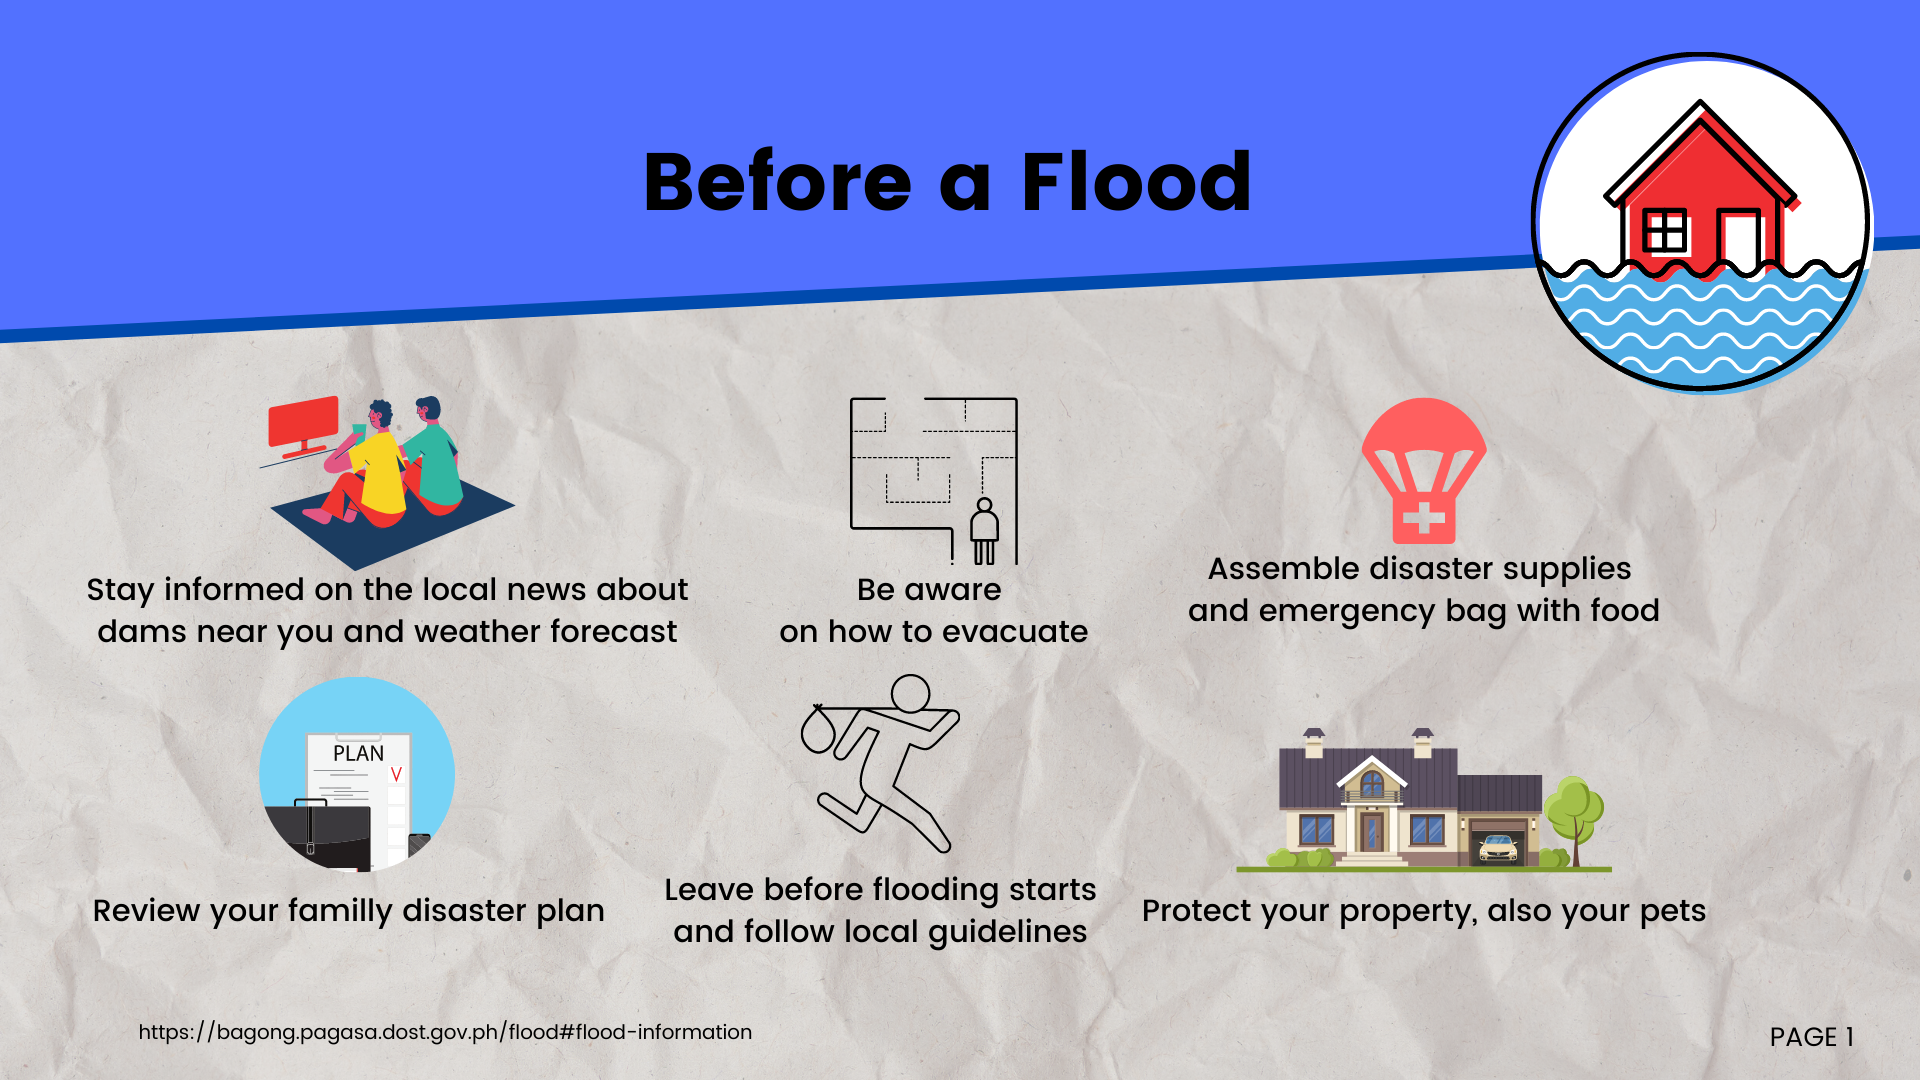 Before a Flood
Stay informed on the local news about
dams near you and weather forecast
Be aware
on how to evacuate
Assemble disaster supplies
and emergency bag with food
PLAN
V
Review your familly disaster plan
Leave before flooding starts
and follow local guidelines
Protect your property, also your pets
https://bagong.pagasa.dost.gov.ph/flood#flood-information
PAGE 1